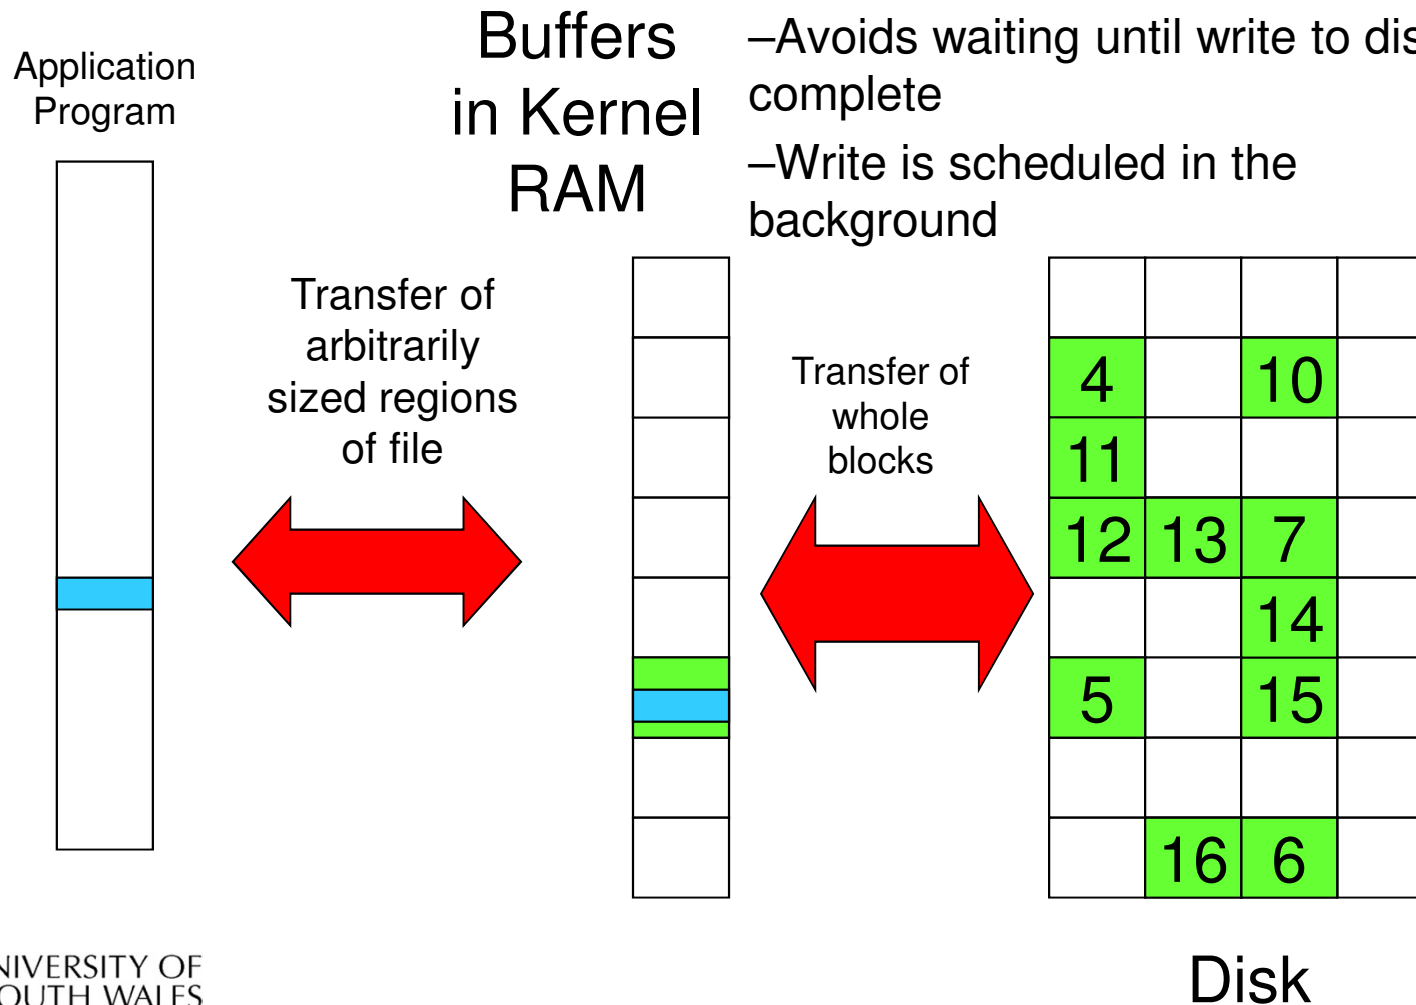 Application
Program
Buffers
in Kernel
RAM
–Avoids waiting until write to dis
complete
–Write is scheduled in the
background
Transfer of
arbitrarily
sized regions
of file
Transfer of
whole
blocks
4 10
11
12 13 7
14
5 15
16 6
Disk
NIVERSITY OF
OUTH WALES